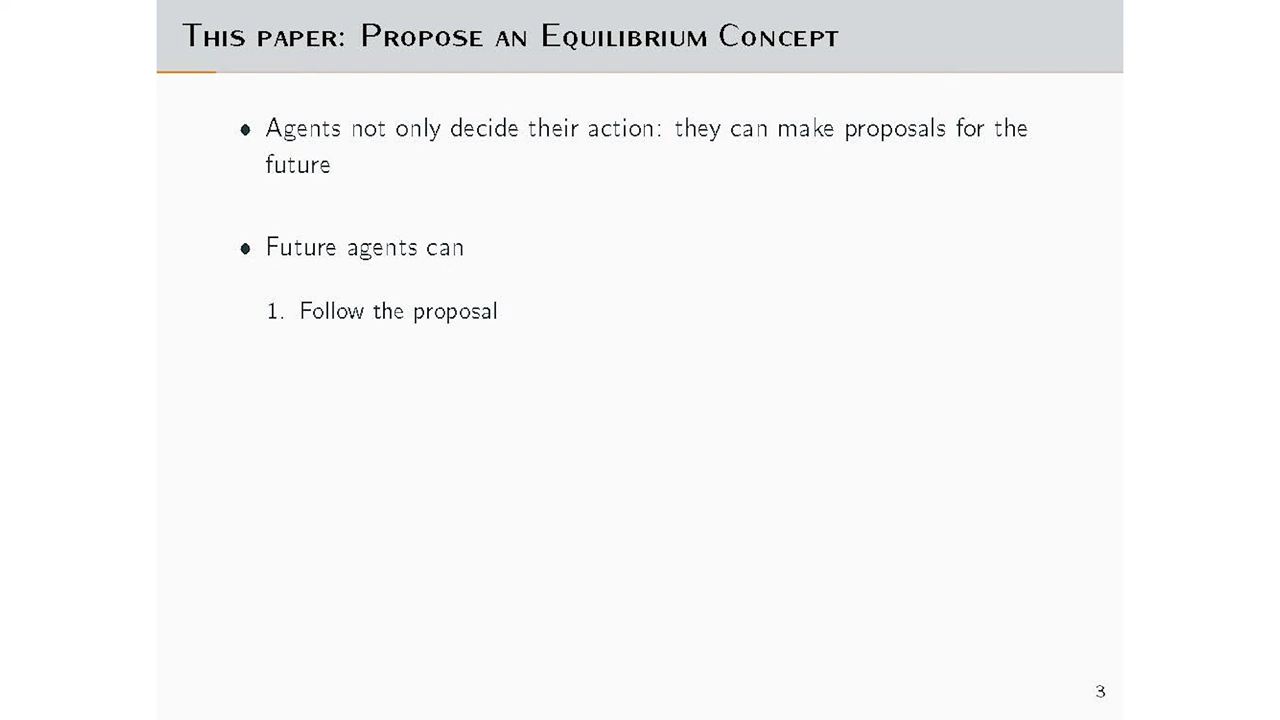 This paper: Propose an Equilibrium Concept
• Agents not only decide their action: they can make proposals for the
future
• Future agents can
1. Follow the proposal
3